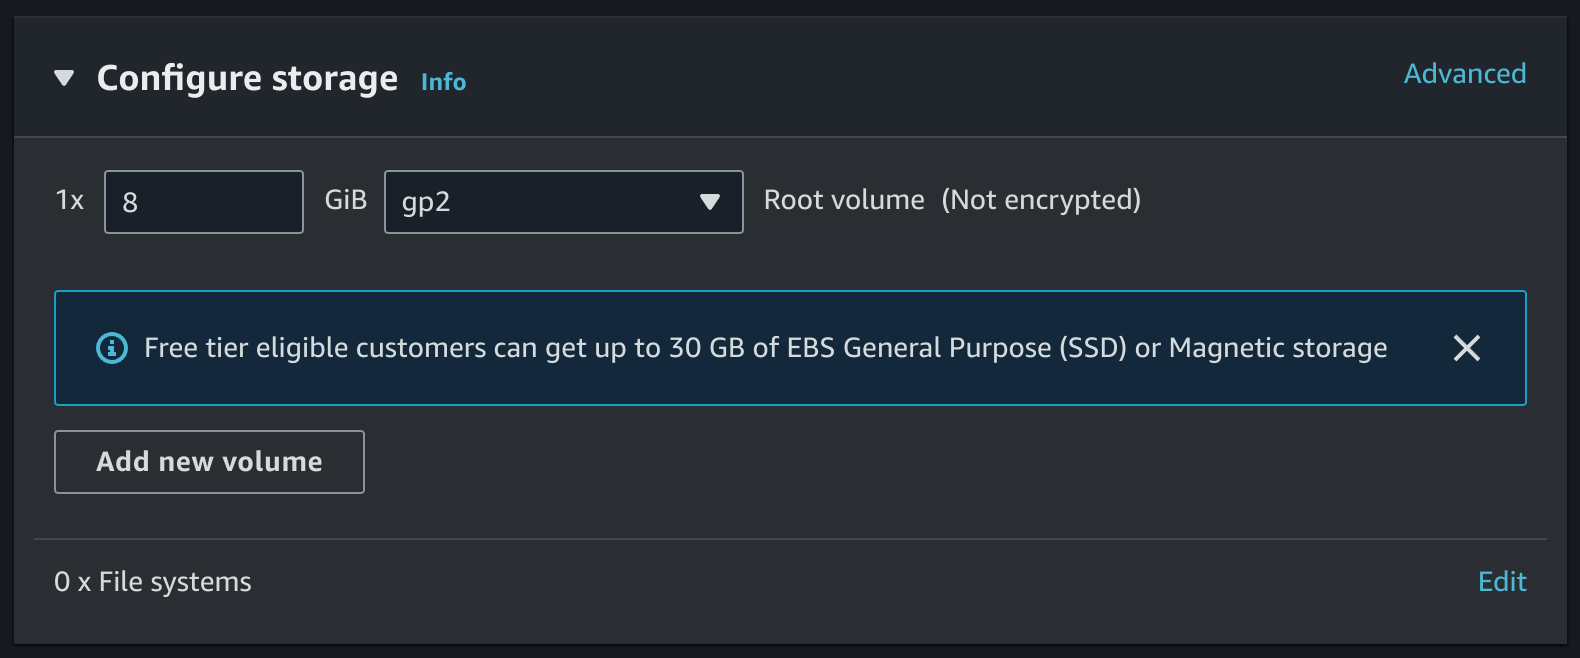 Configure storage Info Advanced
1x 8 GiB gp2 Root volume (Not encrypted)
Free tier eligible customers can get up to 30 GB of EBS General Purpose (SSD) or Magnetic storage
Add new volume
0 x File systems Edit